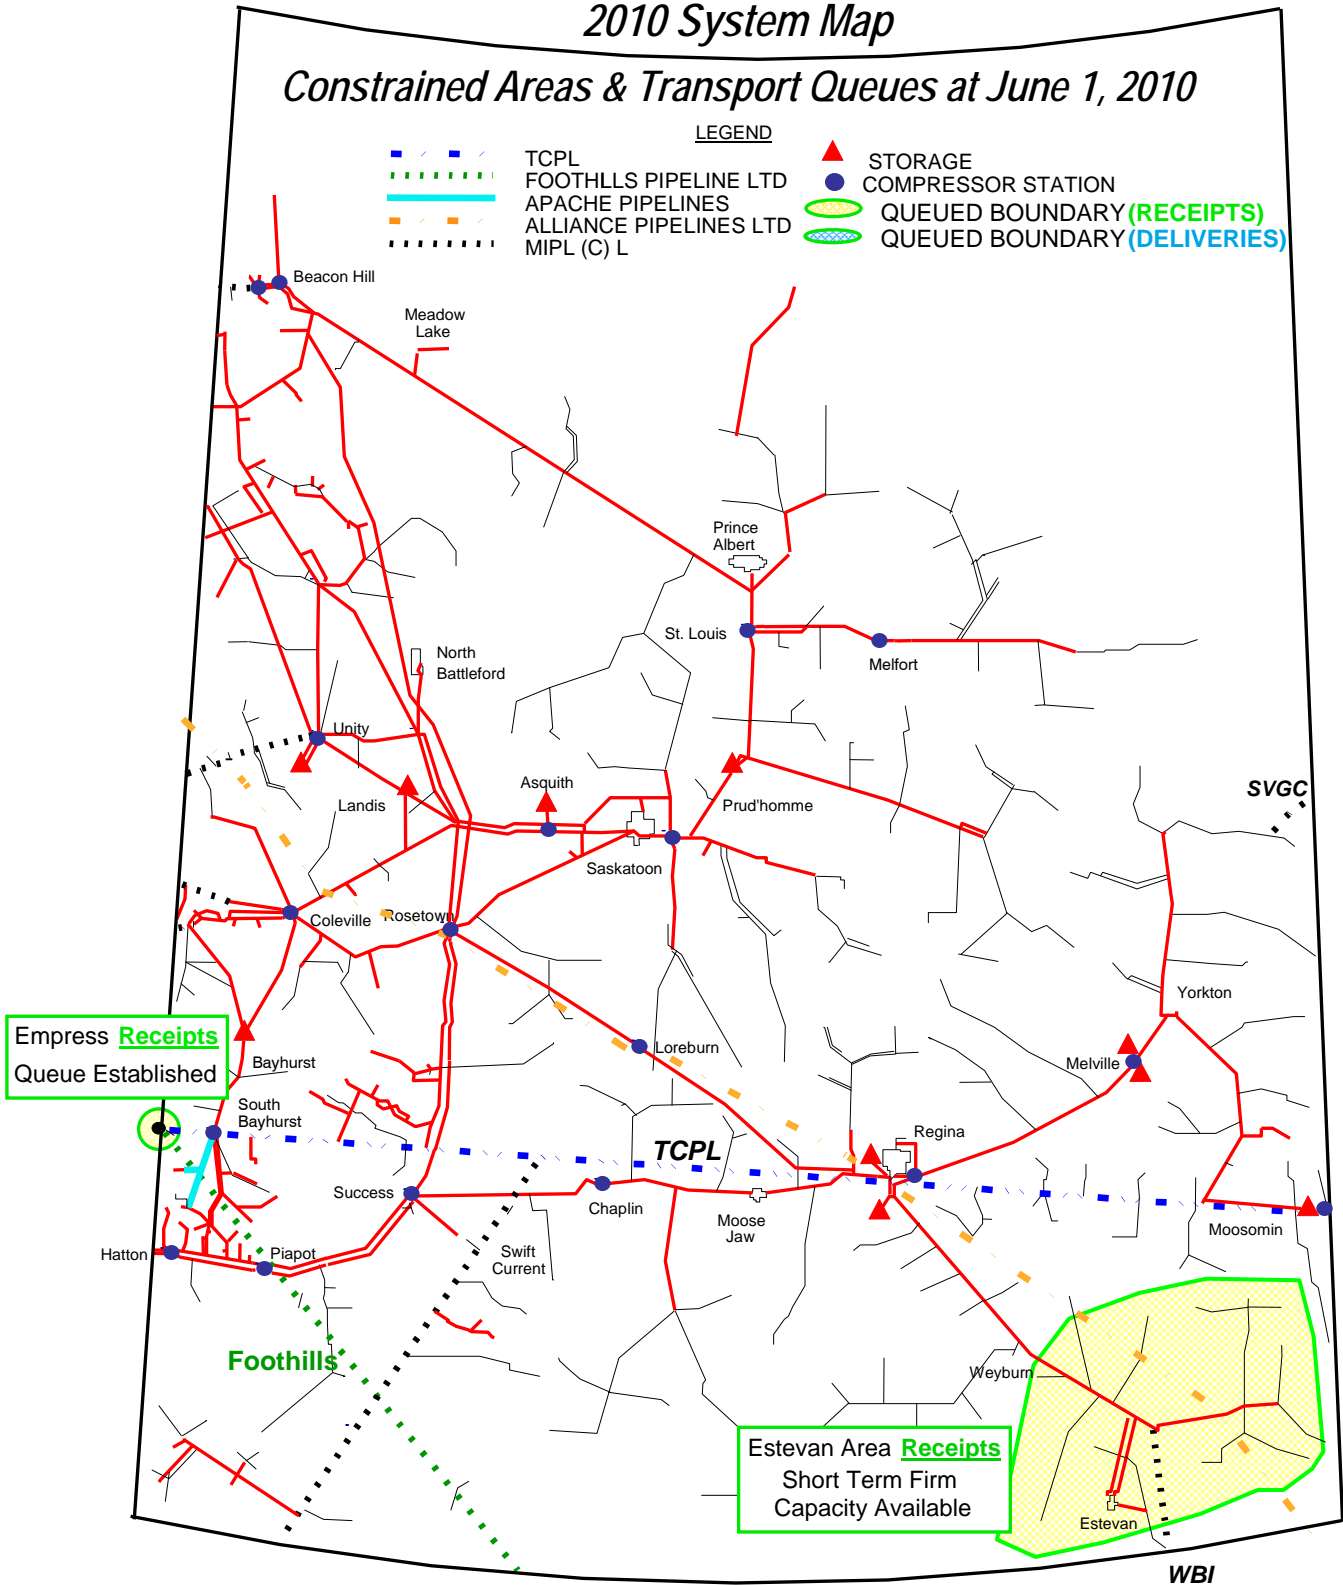 2010 System Map
Constrained Areas & Transport Queues at June 1, 2010
LEGEND
TCPL
FOOTHLLS PIPELINE LTD
APACHE PIPELINES
ALLIANCE PIPELINES LTD
MIPL (C) L
STORAGE
COMPRESSOR STATION
QUEUED BOUNDARY (RECEIPTS)
QUEUED BOUNDARY (DELIVERIES)
Beacon Hill
Meadow
Lake
Prince
Albert
St. Louis
Melfort
North
Battleford
Unity
Landis
Asquith
Prud'homme
SVGC
Saskatoon
Coleville
Rosetown
Yorkton
Empress Receipts
Queue Established
Bayhurst
Loreburn
Melville
South
Bayhurst
Regina
TCPL
Success
Chaplin
Moose
Jaw
Moosomin
Hatton
Piapot
Swift
Current
Foothills
Weyburn
Estevan Area Receipts
Short Term Firm
Capacity Available
Estevan
WBI